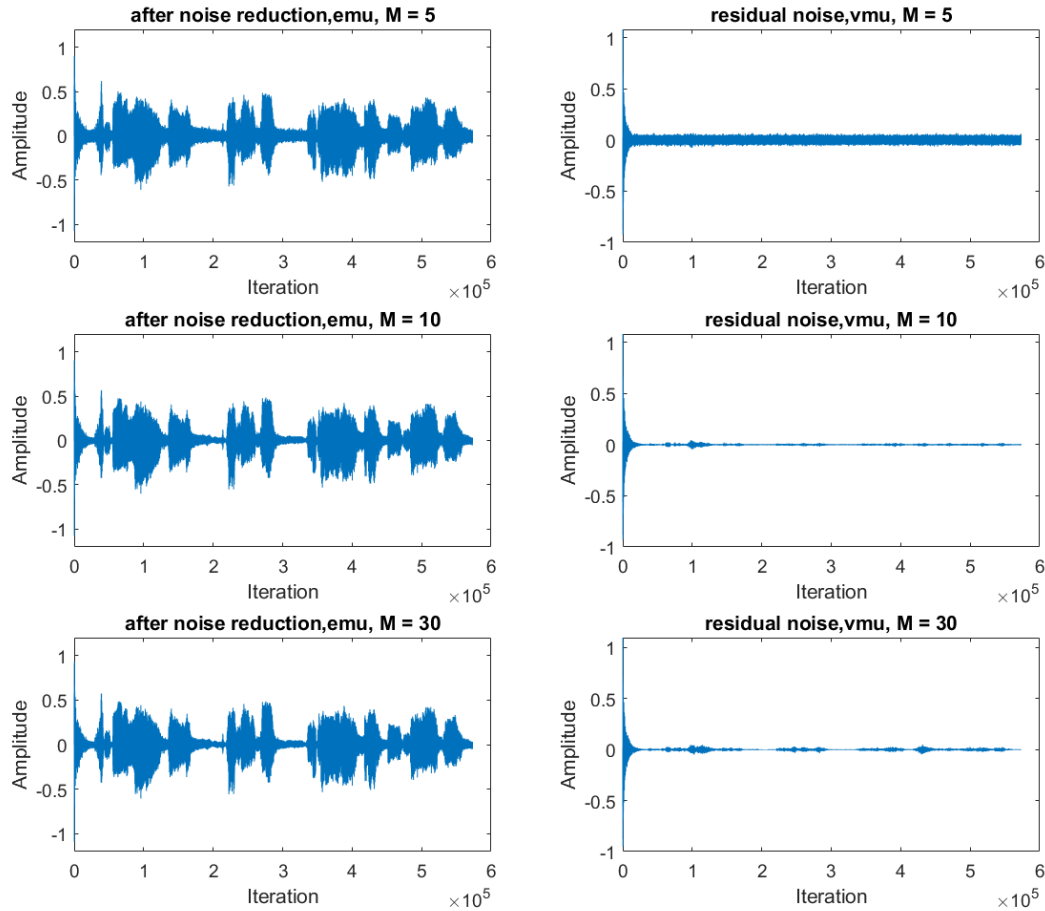 after noise reduction,emu, M = 5
1
0.5
0
-0.5
-1
Amplitude
0 1 2 3 4 5 6
Iteration
×10^5
residual noise,vmu, M = 5
1
0.5
0
-0.5
-1
Amplitude
0 1 2 3 4 5 6
Iteration
×10^5
after noise reduction,emu, M = 10
1
0.5
0
-0.5
-1
Amplitude
0 1 2 3 4 5 6
Iteration
×10^5
residual noise,vmu, M = 10
1
0.5
0
-0.5
-1
Amplitude
0 1 2 3 4 5 6
Iteration
×10^5
after noise reduction,emu, M = 30
1
0.5
0
-0.5
-1
Amplitude
0 1 2 3 4 5 6
Iteration
×10^5
residual noise,vmu, M = 30
1
0.5
0
-0.5
-1
Amplitude
0 1 2 3 4 5 6
Iteration
×10^5